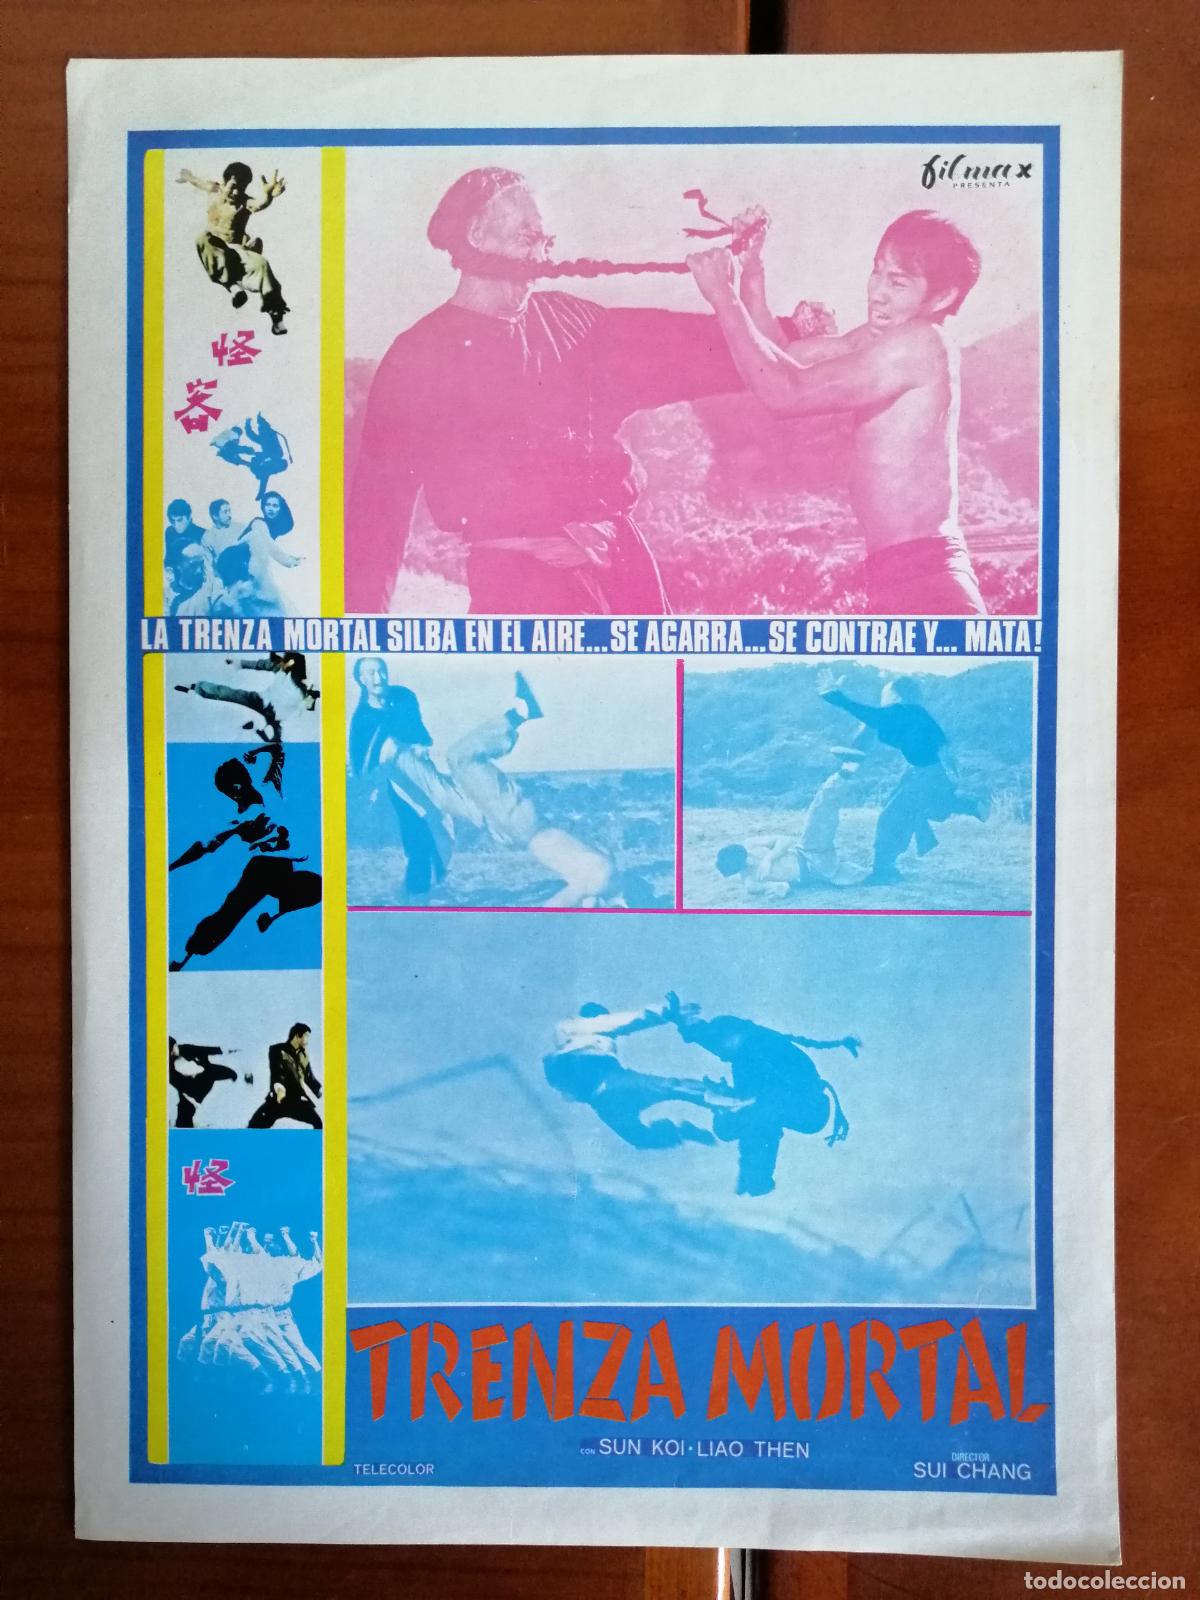 filmax
PRESENTA
怪
客
LA TRENZA MORTAL SILBA EN EL AIRE...SE AGARRA...SE CONTRAE Y... MATA!
怪
TRENZA MORTAL
CON SUN KOI·LIAO THEN
TELECOLOR
DIRECTOR
SUI CHANG
todocoleccion